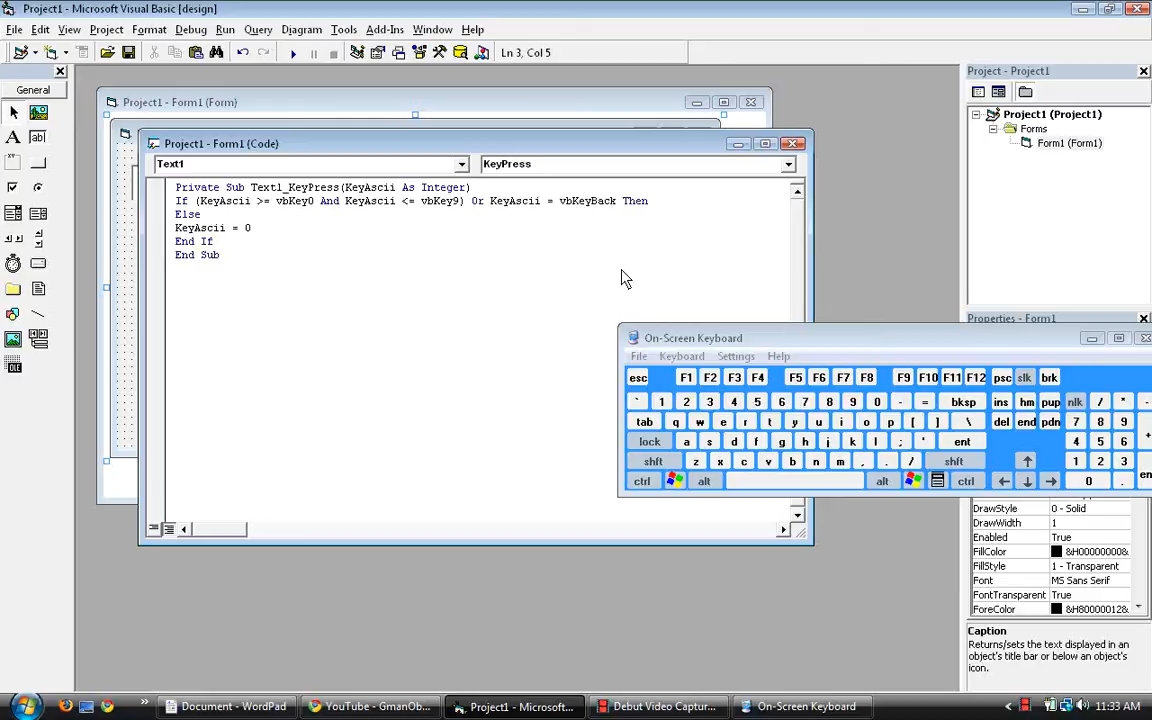 Project1 - Microsoft Visual Basic [design]
File Edit View Project Format Debug Run Query Diagram Tools Add-Ins Window Help
Ln 3, Col 5
General
Project1 - Form1 (Form)
Project1 - Form1 (Code)
Text1
KeyPress
Private Sub Text1_KeyPress(KeyAscii As Integer)
If (KeyAscii >= vbKey0 And KeyAscii <= vbKey9) Or KeyAscii = vbKeyBack Then
Else
KeyAscii = 0
End If
End Sub
Project - Project1
Project1 (Project1)
Forms
Form1 (Form1)
Properties - Form1
On-Screen Keyboard
File Keyboard Settings Help
esc F1 F2 F3 F4 F5 F6 F7 F8 F9 F10 F11 F12 psc slk brk
` 1 2 3 4 5 6 7 8 9 0 - = bksp ins hm pup nlk / * -
tab q w e r t y u i o p [ ] \ del end pdn 7 8 9 +
lock a s d f g h j k l ; ' ent 4 5 6
shft z x c v b n m , . / shft 1 2 3
ctrl alt alt ctrl 0 .
DrawStyle 0 - Solid
DrawWidth 1
Enabled True
FillColor &H00000000&
FillStyle 1 - Transparent
Font MS Sans Serif
FontTransparent True
ForeColor &H80000012&
Caption
Returns/sets the text displayed in an
object's title bar or below an object's
icon.
Document - WordPad
YouTube - GmanOb...
Project1 - Microsoft...
Debut Video Captur...
On-Screen Keyboard
11:33 AM